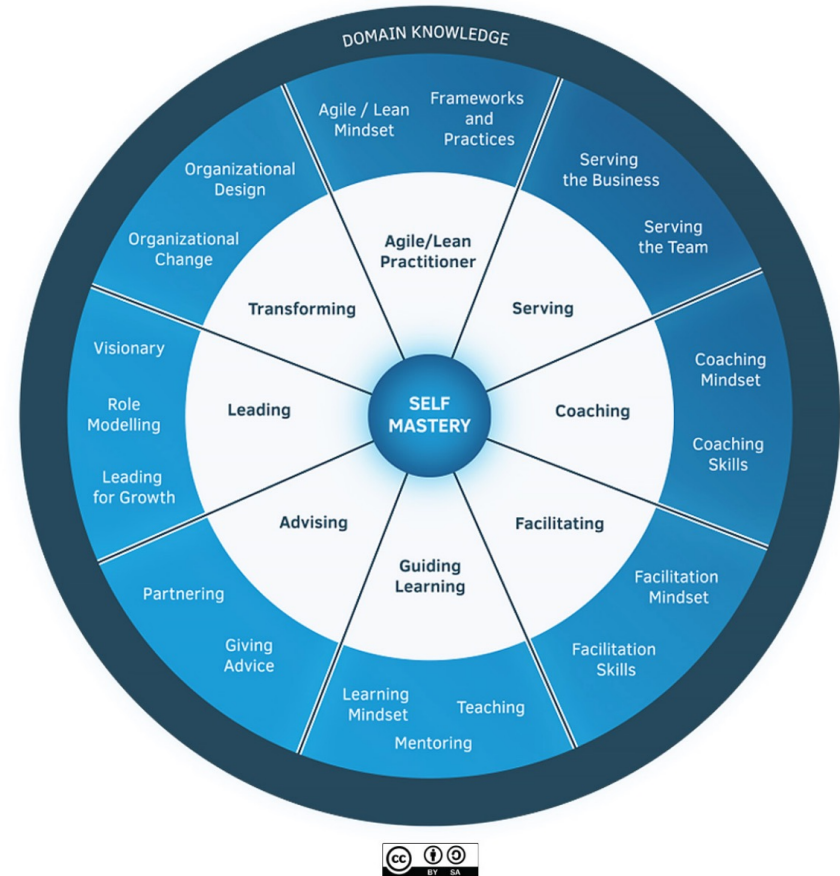 DOMAIN KNOWLEDGE
Agile / Lean
Mindset
Frameworks
and
Practices
Serving
the Business
Serving
the Team
Coaching
Mindset
Coaching
Skills
Facilitation
Mindset
Facilitation
Skills
Learning
Mindset
Teaching
Mentoring
Giving
Advice
Partnering
Leading
for Growth
Role
Modelling
Visionary
Organizational
Change
Organizational
Design
Agile/Lean
Practitioner
Serving
Coaching
Facilitating
Guiding
Learning
Advising
Leading
Transforming
SELF
MASTERY
cc
BY SA